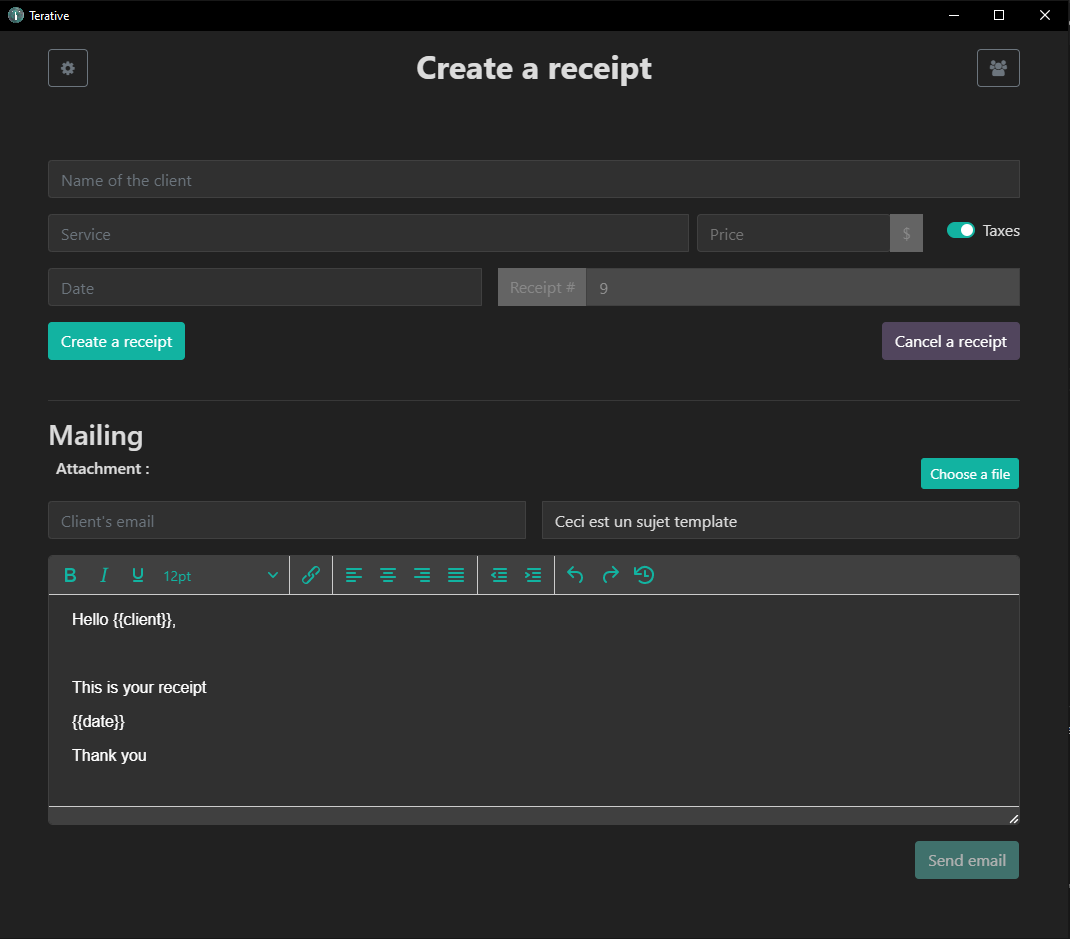 Terative
Create a receipt
Name of the client
Service
Price
$
Taxes
Date
Receipt #
9
Create a receipt
Cancel a receipt
Mailing
Attachment :
Choose a file
Client's email
Ceci est un sujet template
B I U 12pt
Hello {{client}},
This is your receipt
{{date}}
Thank you
Send email